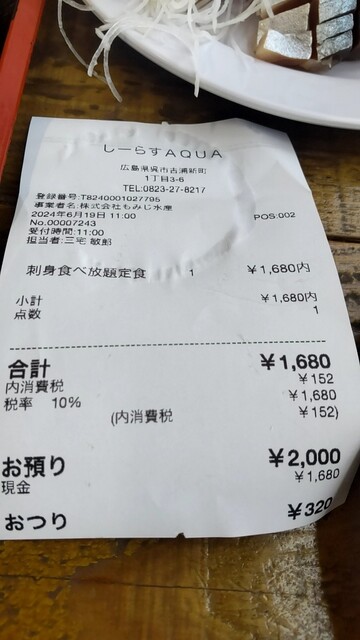 しーらすAQUA
広島県呉市吉浦新町
1丁目3-6
TEL:0823-27-8217
登録番号:T8240001027795
事業者名:株式会社もみじ水産
2024年6月19日 11:00 POS:002
No.00007243
受付時間:11:00
担当者:三宅 敏郎
刺身食べ放題定食 1 ¥1,680内
小計 ¥1,680内
点数 1
合計 ¥1,680
内消費税 ¥152
税率 10% ¥1,680
(内消費税 ¥152)
お預り ¥2,000
現金 ¥1,680
おつり ¥320